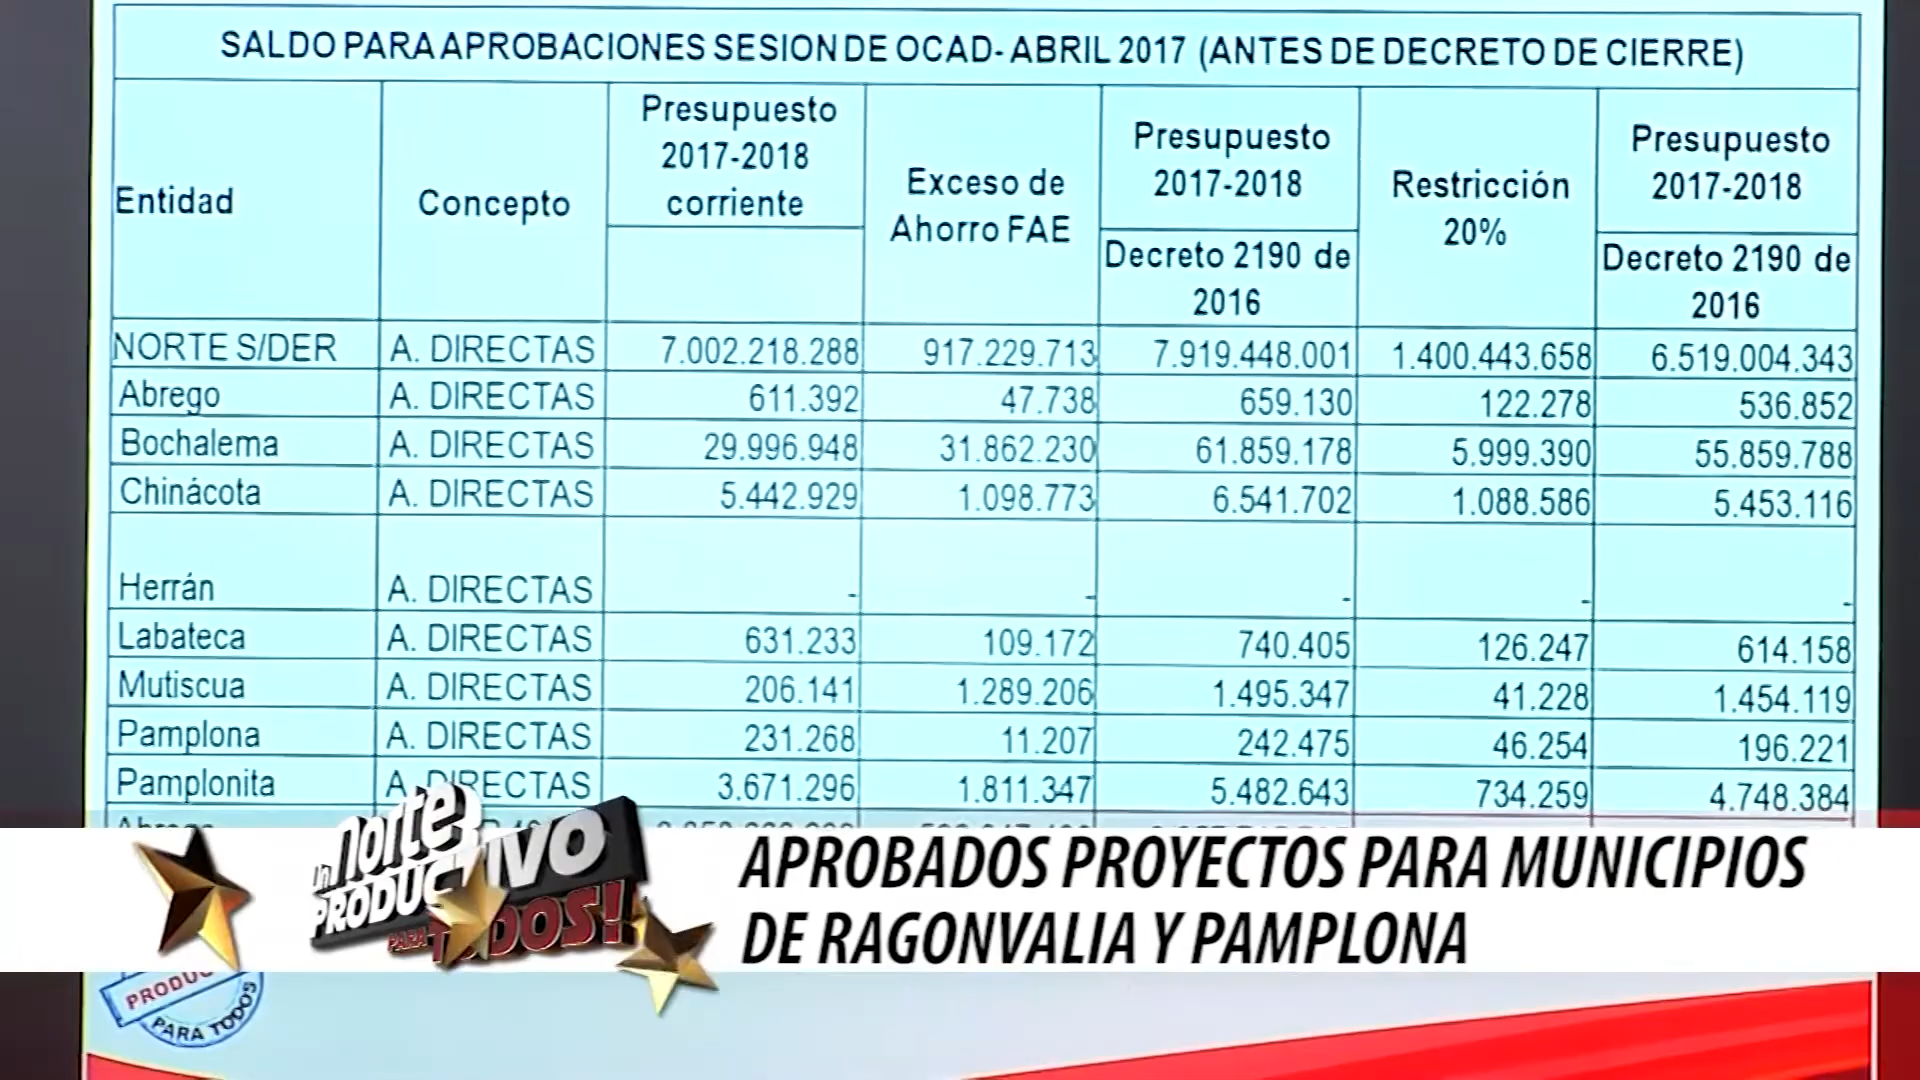 SALDO PARA APROBACIONES SESION DE OCAD- ABRIL 2017 (ANTES DE DECRETO DE CIERRE)
Entidad Concepto Presupuesto 2017-2018 corriente Exceso de Ahorro FAE Presupuesto 2017-2018 Decreto 2190 de 2016 Restricción 20% Presupuesto 2017-2018 Decreto 2190 de 2016
NORTE S/DER A. DIRECTAS 7.002.218.288 917.229.713 7.919.448.001 1.400.443.658 6.519.004.343
Abrego A. DIRECTAS 611.392 47.738 659.130 122.278 536.852
Bochalema A. DIRECTAS 29.996.948 31.862.230 61.859.178 5.999.390 55.859.788
Chinácota A. DIRECTAS 5.442.929 1.098.773 6.541.702 1.088.586 5.453.116
Herrán A. DIRECTAS - - - - -
Labateca A. DIRECTAS 631.233 109.172 740.405 126.247 614.158
Mutiscua A. DIRECTAS 206.141 1.289.206 1.495.347 41.228 1.454.119
Pamplona A. DIRECTAS 231.268 11.207 242.475 46.254 196.221
Pamplonita A. DIRECTAS 3.671.296 1.811.347 5.482.643 734.259 4.748.384
Un Norte
PRODUCTIVO
PARA TODOS!
APROBADOS PROYECTOS PARA MUNICIPIOS
DE RAGONVALIA Y PAMPLONA
PARA TODOS